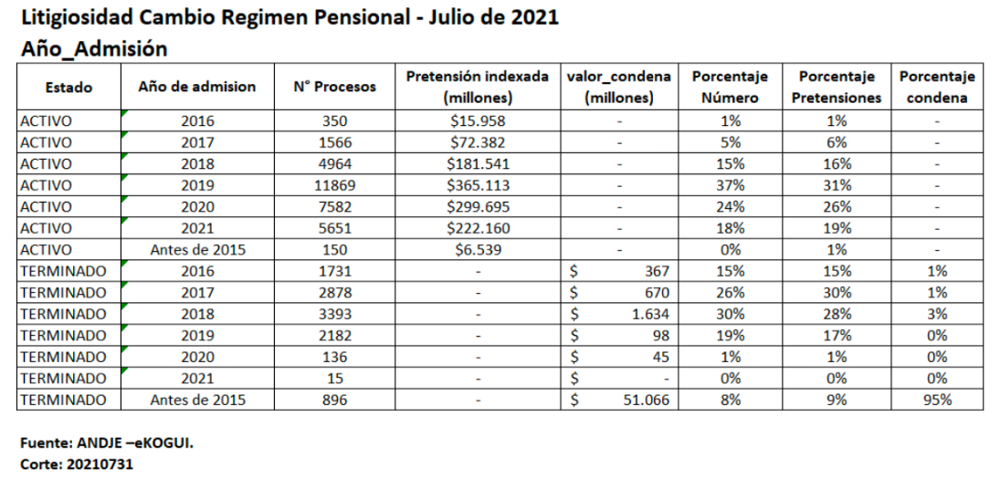 Litigiosidad Cambio Regimen Pensional - Julio de 2021
Año_Admisión
Estado Año de admision N° Procesos Pretensión indexada (millones) valor_condena (millones) Porcentaje Número Porcentaje Pretensiones Porcentaje condena
ACTIVO 2016 350 $15.958 - 1% 1% -
ACTIVO 2017 1566 $72.382 - 5% 6% -
ACTIVO 2018 4964 $181.541 - 15% 16% -
ACTIVO 2019 11869 $365.113 - 37% 31% -
ACTIVO 2020 7582 $299.695 - 24% 26% -
ACTIVO 2021 5651 $222.160 - 18% 19% -
ACTIVO Antes de 2015 150 $6.539 - 0% 1% -
TERMINADO 2016 1731 - $ 367 15% 15% 1%
TERMINADO 2017 2878 - $ 670 26% 30% 1%
TERMINADO 2018 3393 - $ 1.634 30% 28% 3%
TERMINADO 2019 2182 - $ 98 19% 17% 0%
TERMINADO 2020 136 - $ 45 1% 1% 0%
TERMINADO 2021 15 - $ - 0% 0% 0%
TERMINADO Antes de 2015 896 - $ 51.066 8% 9% 95%
Fuente: ANDJE –eKOGUI.
Corte: 20210731